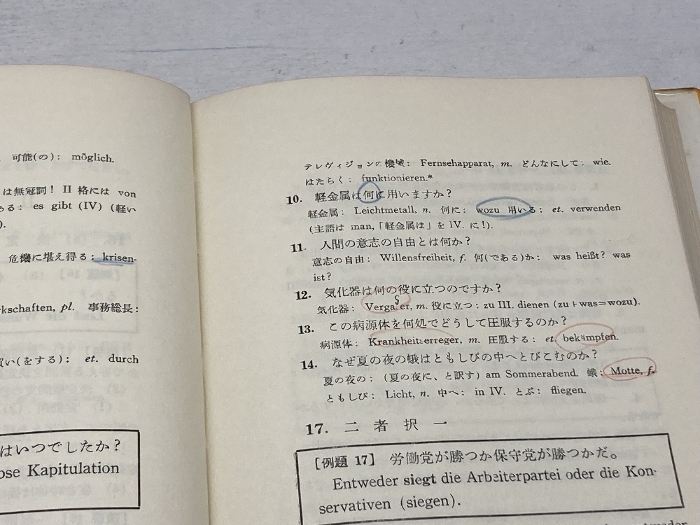 可能(の): möglich.
は無冠詞! II 格には von
ある: es gibt (IV) (軽い
危機に堪え得る: krisen-
rkschaften, pl. 事務総長:
買い(をする): et. durch
はいつでしたか?
ose Kapitulation
テレヴィジョンの機械: Fernsehapparat, m. どんなにして: wie.
はたらく: funktionieren.*
10. 軽金属は何に用いますか?
軽金属: Leichtmetall, n. 何に: wozu 用いる: et. verwenden
(主語は man, 「軽金属は」を IV. に!).
11. 人間の意志の自由とは何か?
意志の自由: Willensfreiheit, f. 何(である)か: was heißt? was
ist?
12. 気化器は何の役に立つのですか?
気化器: Vergaser, m. 役に立つ: zu III. dienen (zu+was=wozu).
13. この病源体を何処でどうして圧服するのか?
病源体: Krankheitserreger, m. 圧服する: et. bekämpfen.
14. なぜ夏の夜の蛾はともしびの中へとびこむのか?
夏の夜の: (夏の夜に、と訳す) am Sommerabend. 蛾: Motte, f.
ともしび: Licht, n. 中へ: in IV. とぶ: fliegen.
17. 二者択一
[例題 17] 労働党が勝つか保守党が勝つかだ。
Entweder siegt die Arbeiterpartei oder die Kon-
servativen (siegen).